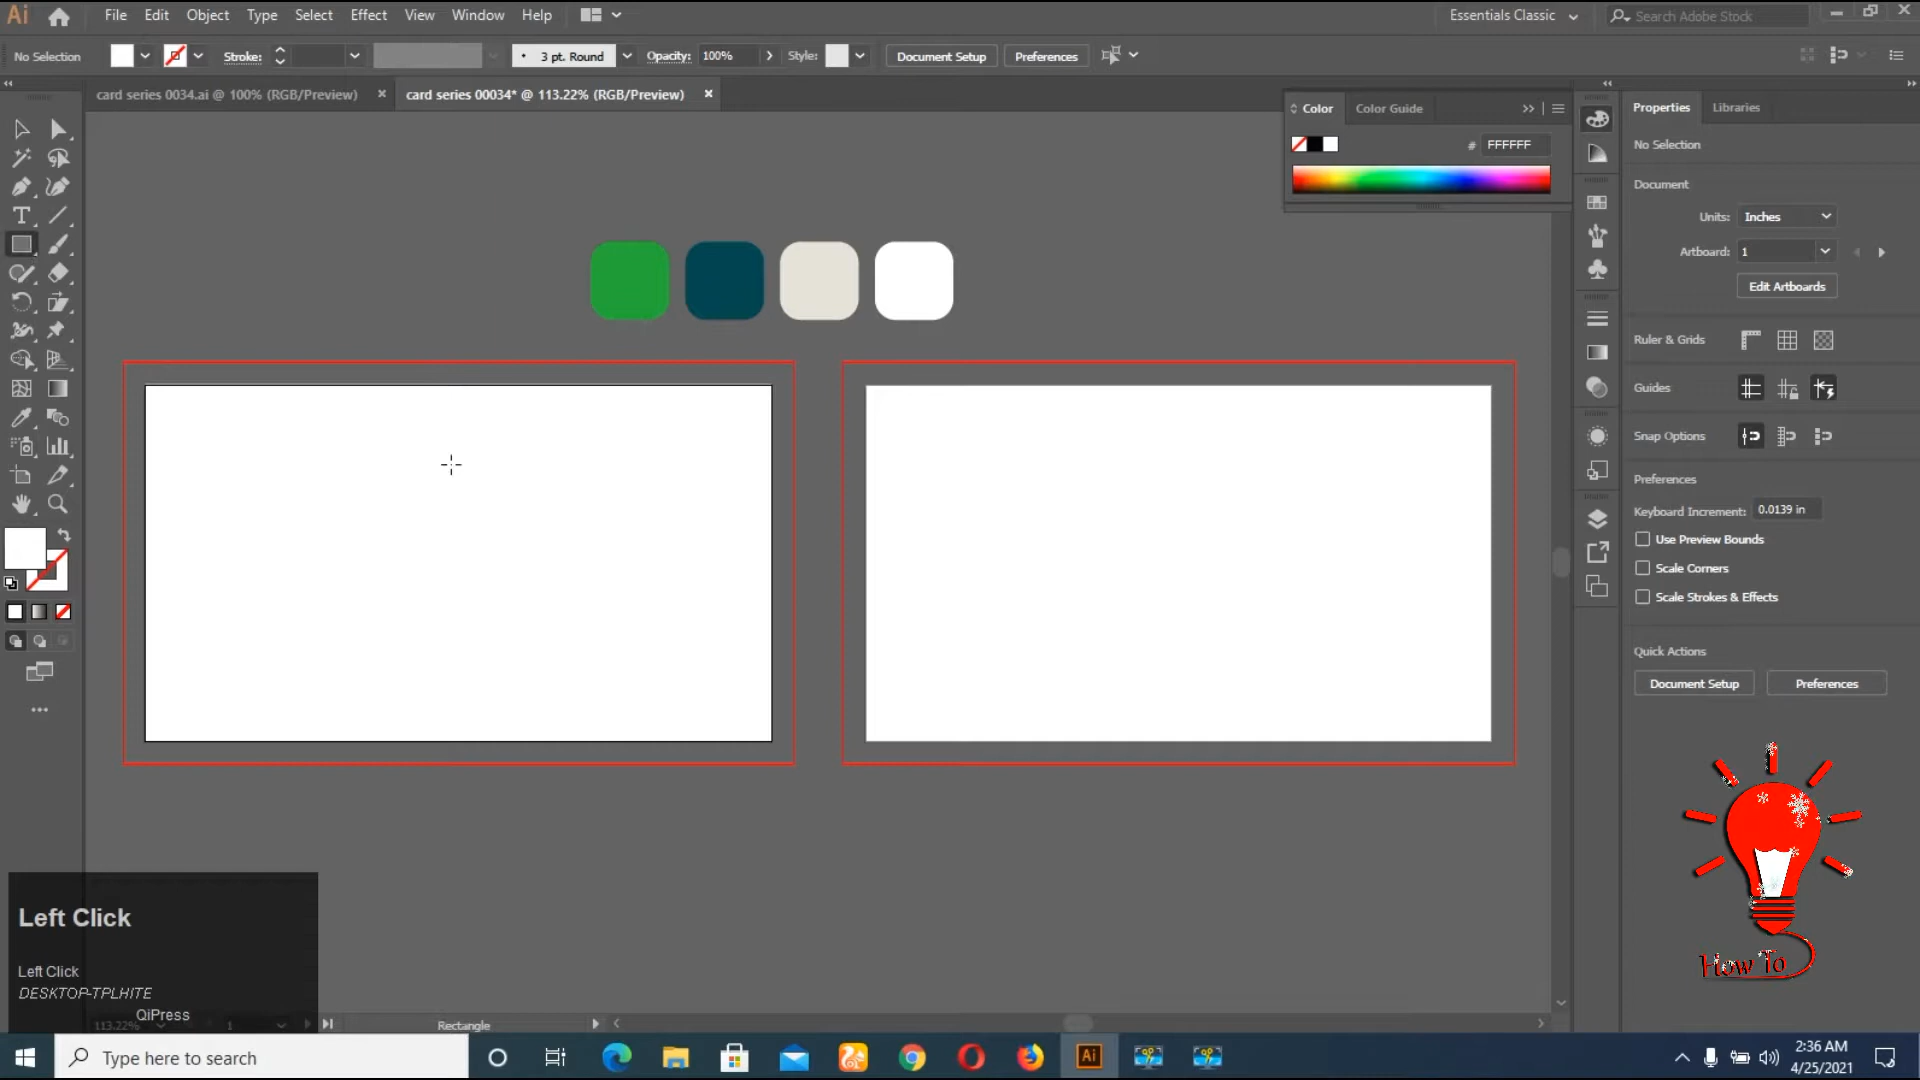 Ai File Edit Object Type Select Effect View Window Help Essentials Classic Search Adobe Stock
No Selection Stroke: 3 pt. Round Opacity: 100% Style: Document Setup Preferences
card series 0034.ai @ 100% (RGB/Preview) × card series 00034* @ 113.22% (RGB/Preview) ×
Color Color Guide
# FFFFFF
Properties Libraries
No Selection
Document
Units: Inches
Artboard: 1
Edit Artboards
Ruler & Grids
Guides
Snap Options
Preferences
Keyboard Increment: 0.0139 in
Use Preview Bounds
Scale Corners
Scale Strokes & Effects
Quick Actions
Document Setup Preferences
How To
Left Click
Left Click
DESKTOP-TPLHITE
QiPress
113.22% 1 Rectangle
Type here to search
Ai
2:36 AM
4/25/2021